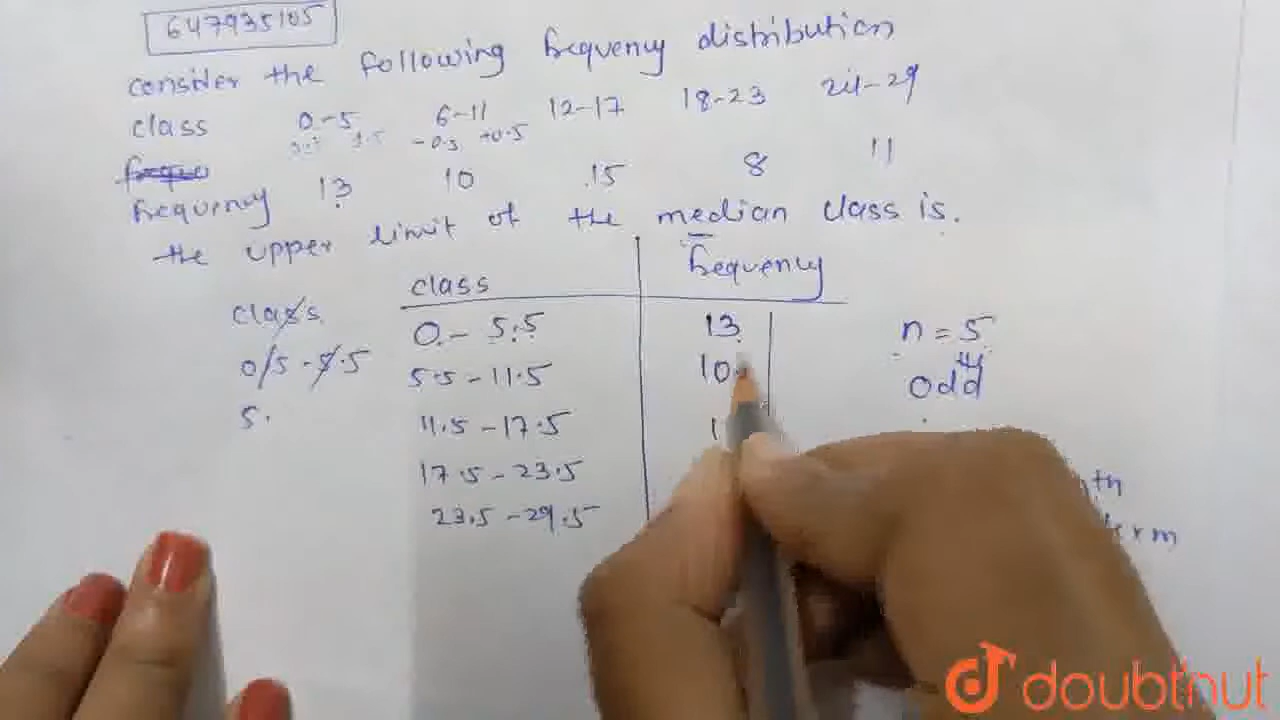 647935105
consider the following frequency distribution
class 0-5 6-11 12-17 18-23 24-29
-0.5 +0.5
frequency 13 10 15 8 11
the upper limit of the median class is.
class frequency
class
0-5.5 13
0/5-5.5
5.5-11.5 10
5.
11.5-17.5
17.5-23.5
23.5-29.5
n=5
odd
th
term
doubtnut